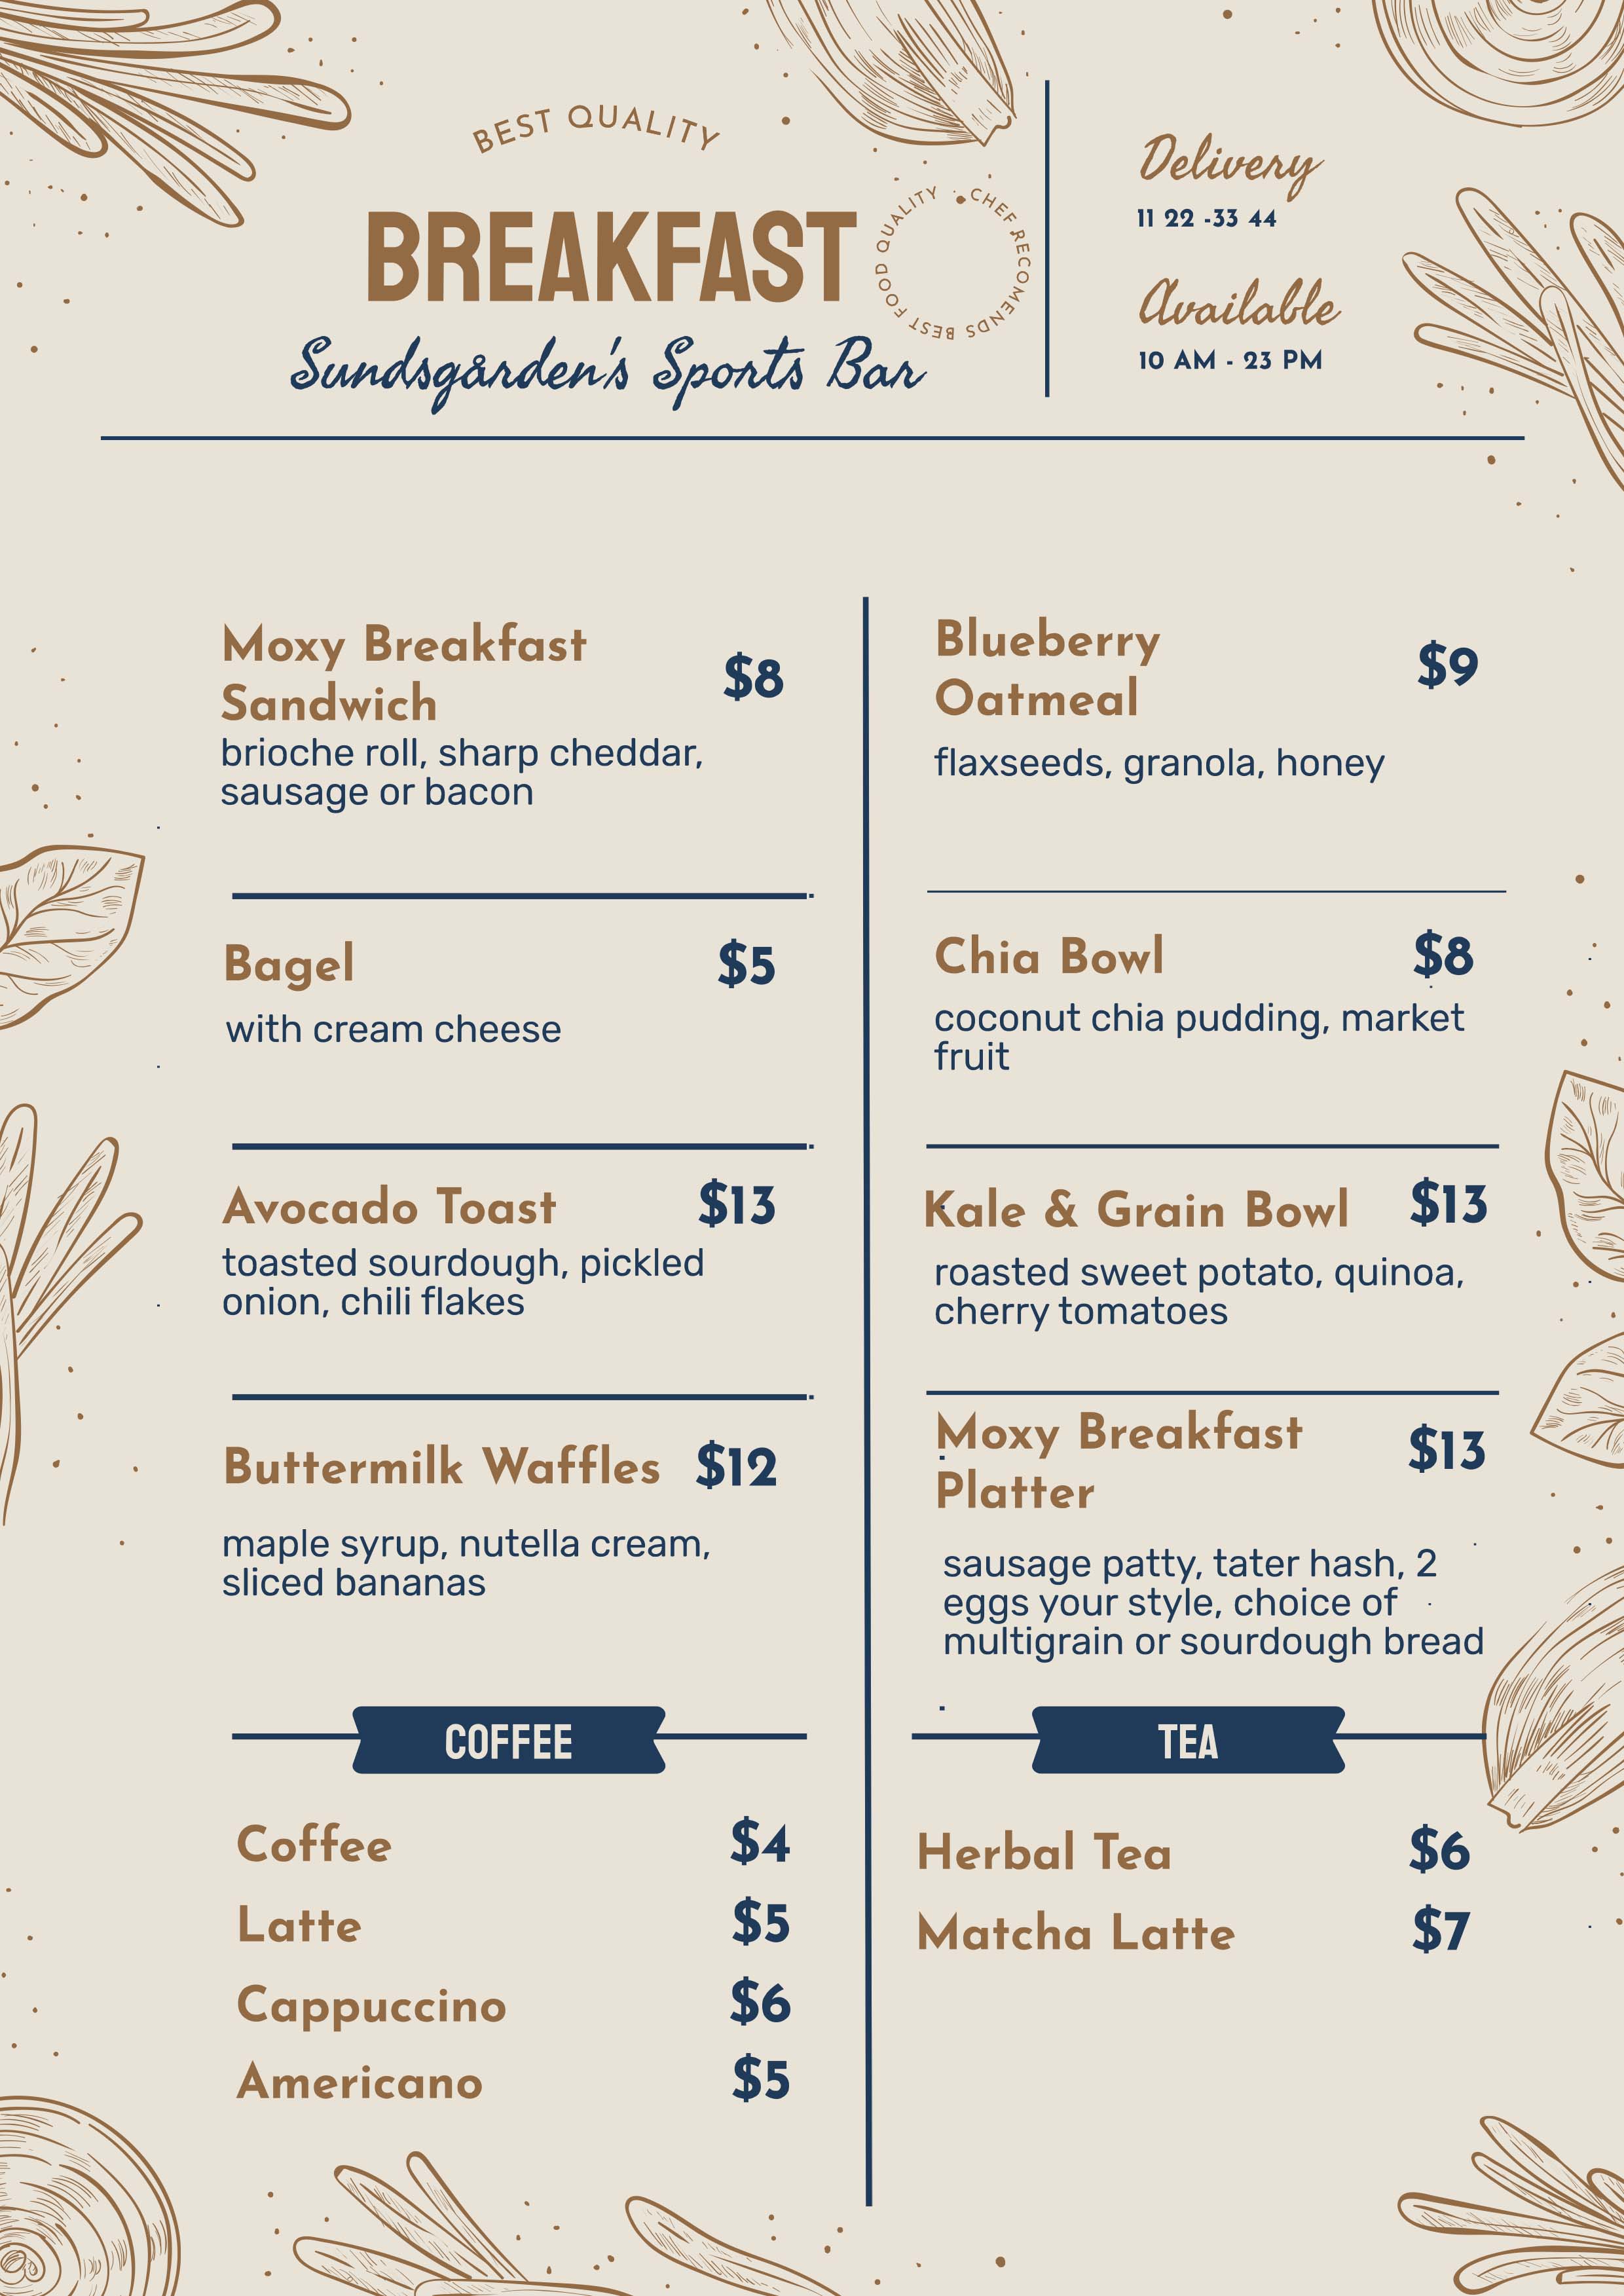 BEST QUALITY
BREAKFAST
Sundsgården's Sports Bar
CHEF RECOMENDS BEST FOOD QUALITY
Delivery
11 22 -33 44
Available
10 AM - 23 PM
Moxy Breakfast
Sandwich
$8
brioche roll, sharp cheddar,
sausage or bacon
Bagel
$5
with cream cheese
Avocado Toast
$13
toasted sourdough, pickled
onion, chili flakes
Buttermilk Waffles
$12
maple syrup, nutella cream,
sliced bananas
COFFEE
Coffee $4
Latte $5
Cappuccino $6
Americano $5
Blueberry
Oatmeal
$9
flaxseeds, granola, honey
Chia Bowl
$8
coconut chia pudding, market
fruit
Kale & Grain Bowl
$13
roasted sweet potato, quinoa,
cherry tomatoes
Moxy Breakfast
Platter
$13
sausage patty, tater hash, 2
eggs your style, choice of
multigrain or sourdough bread
TEA
Herbal Tea $6
Matcha Latte $7